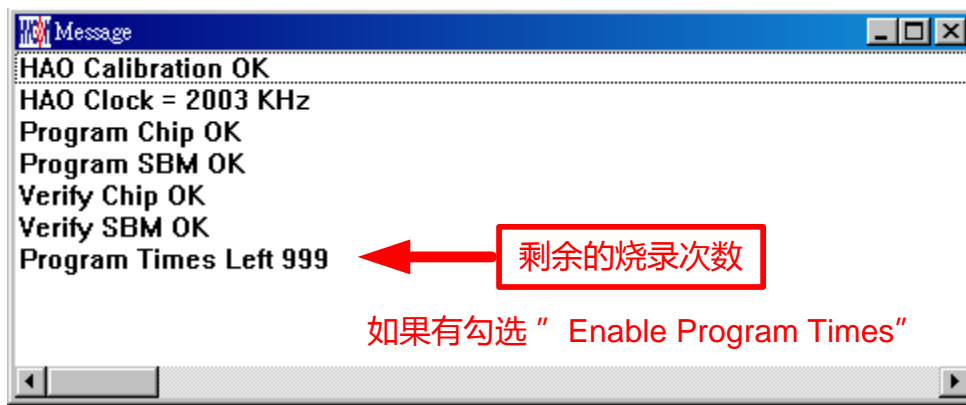 Message
HAO Calibration OK
HAO Clock = 2003 KHz
Program Chip OK
Program SBM OK
Verify Chip OK
Verify SBM OK
Program Times Left 999
剩余的烧录次数
如果有勾选 ”Enable Program Times”